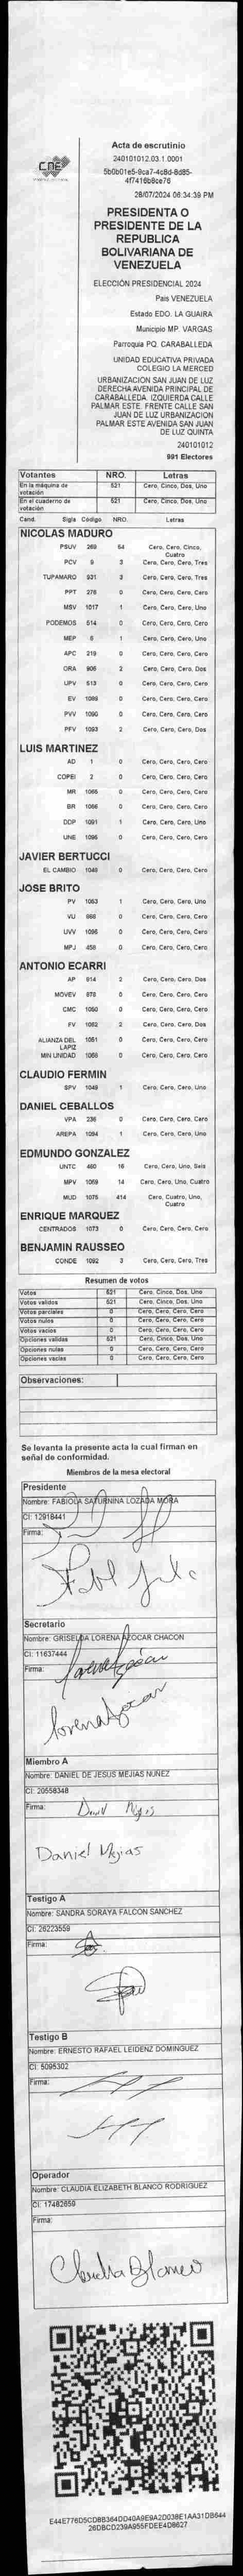 CNE
Acta de escrutinio
240101012.03.1.0001
5b0b01e5-9ca7-4c8d-8d85-
4f7416b8ce76
28/07/2024 06:34:39 PM
PRESIDENTA O
PRESIDENTE DE LA
REPUBLICA
BOLIVARIANA DE
VENEZUELA
ELECCIÓN PRESIDENCIAL 2024
Pais VENEZUELA
Estado EDO. LA GUAIRA
Municipio MP. VARGAS
Parroquia PQ. CARABALLEDA
UNIDAD EDUCATIVA PRIVADA
COLEGIO LA MERCED
URBANIZACION SAN JUAN DE LUZ
DERECHA AVENIDA PRINCIPAL DE
CARABALLEDA. IZQUIERDA CALLE
PALMAR ESTE. FRENTE CALLE SAN
JUAN DE LUZ URBANIZACION
PALMAR ESTE AVENIDA SAN JUAN
DE LUZ QUINTA
240101012
991 Electores
Votantes NRO. Letras
En la máquina de votación 521 Cero, Cinco, Dos, Uno
En el cuaderno de votación 521 Cero, Cinco, Dos, Uno
Cand. Sigla Código NRO. Letras
NICOLAS MADURO
PSUV 269 54 Cero, Cero, Cinco, Cuatro
PCV 9 3 Cero, Cero, Cero, Tres
TUPAMARO 931 3 Cero, Cero, Cero, Tres
PPT 276 0 Cero, Cero, Cero, Cero
MSV 1017 1 Cero, Cero, Cero, Uno
PODEMOS 514 0 Cero, Cero, Cero, Cero
MEP 8 1 Cero, Cero, Cero, Uno
APC 219 0 Cero, Cero, Cero, Cero
ORA 906 2 Cero, Cero, Cero, Dos
UPV 513 0 Cero, Cero, Cero, Cero
EV 1089 0 Cero, Cero, Cero, Cero
PVV 1090 0 Cero, Cero, Cero, Cero
PFV 1093 2 Cero, Cero, Cero, Dos
LUIS MARTINEZ
AD 1 0 Cero, Cero, Cero, Cero
COPEI 2 0 Cero, Cero, Cero, Cero
MR 1065 0 Cero, Cero, Cero, Cero
BR 1066 0 Cero, Cero, Cero, Cero
DDP 1091 1 Cero, Cero, Cero, Uno
UNE 1095 0 Cero, Cero, Cero, Cero
JAVIER BERTUCCI
EL CAMBIO 1048 0 Cero, Cero, Cero, Cero
JOSE BRITO
PV 1053 1 Cero, Cero, Cero, Uno
VU 988 0 Cero, Cero, Cero, Cero
UVV 1096 0 Cero, Cero, Cero, Cero
MPJ 458 0 Cero, Cero, Cero, Cero
ANTONIO ECARRI
AP 914 2 Cero, Cero, Cero, Dos
MOVEV 978 0 Cero, Cero, Cero, Cero
CMC 1050 0 Cero, Cero, Cero, Cero
FV 1052 2 Cero, Cero, Cero, Dos
ALIANZA DEL LAPIZ 1051 0 Cero, Cero, Cero, Cero
MIN UNIDAD 1068 0 Cero, Cero, Cero, Cero
CLAUDIO FERMIN
SPV 1049 1 Cero, Cero, Cero, Uno
DANIEL CEBALLOS
VPA 236 0 Cero, Cero, Cero, Cero
AREPA 1094 1 Cero, Cero, Cero, Uno
EDMUNDO GONZALEZ
UNTC 460 16 Cero, Cero, Uno, Seis
MPV 1069 14 Cero, Cero, Uno, Cuatro
MUD 1075 414 Cero, Cuatro, Uno, Cuatro
ENRIQUE MARQUEZ
CENTRADOS 1073 0 Cero, Cero, Cero, Cero
BENJAMIN RAUSSEO
CONDE 1092 3 Cero, Cero, Cero, Tres
Resumen de votos
Votos 521 Cero, Cinco, Dos, Uno
Votos validos 521 Cero, Cinco, Dos, Uno
Votos parciales 0 Cero, Cero, Cero, Cero
Votos nulos 0 Cero, Cero, Cero, Cero
Votos vacios 0 Cero, Cero, Cero, Cero
Opciones validas 521 Cero, Cinco, Dos, Uno
Opciones nulas 0 Cero, Cero, Cero, Cero
Opciones vacias 0 Cero, Cero, Cero, Cero
Observaciones:
Se levanta la presente acta la cual firman en
señal de conformidad.
Miembros de la mesa electoral
Presidente
Nombre: FABIOLA SATURNINA LOZADA MORA
CI: 12918441
Firma:
Secretario
Nombre: GRISELDA LORENA AZOCAR CHACON
CI: 11637444
Firma: Lorena Azocar
Lorena Azocar
Miembro A
Nombre: DANIEL DE JESUS MEJIAS NUÑEZ
CI: 20558348
Firma: Daniel Mejias
Daniel Mejias
Testigo A
Nombre: SANDRA SORAYA FALCON SANCHEZ
CI: 26223559
Firma:
Testigo B
Nombre: ERNESTO RAFAEL LEIDENZ DOMINGUEZ
CI: 5095302
Firma:
Operador
Nombre: CLAUDIA ELIZABETH BLANCO RODRIGUEZ
CI: 17482659
Firma:
Claudia Blanco
E44E776D5CD8B364DD40A9E9A2D038E1AA31DB644
26DBCD239A955FDEE4D8627